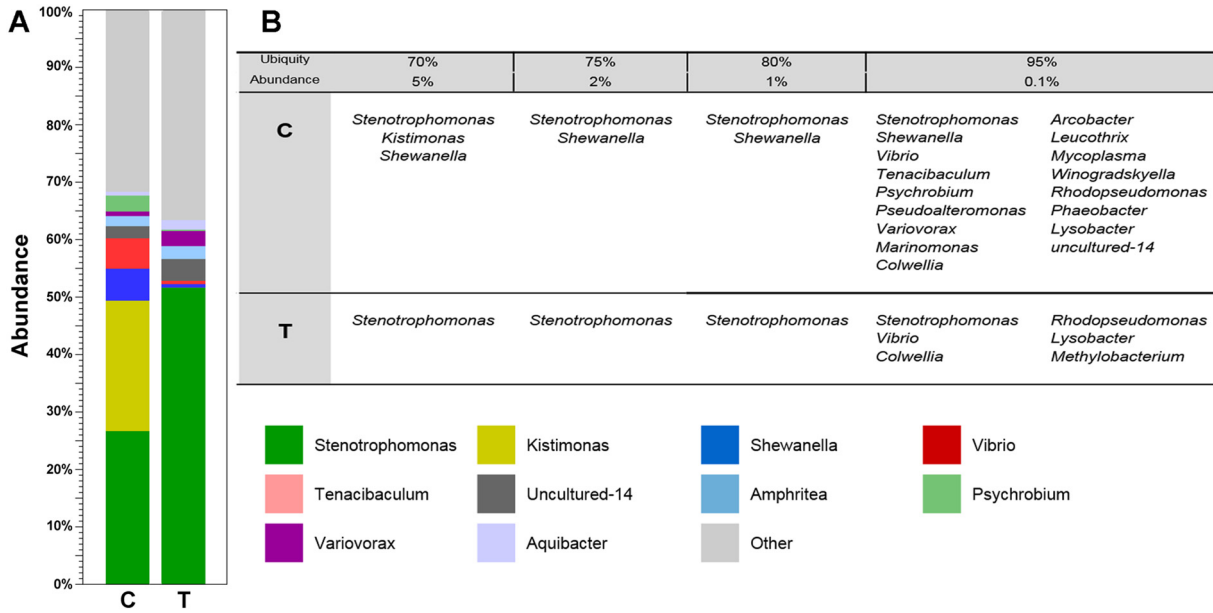 A
B
100%
90%
80%
70%
60%
50%
40%
30%
20%
10%
0%
Abundance
C T
Ubiquity 70% 75% 80% 95%
Abundance 5% 2% 1% 0.1%
C
Stenotrophomonas Stenotrophomonas Stenotrophomonas Stenotrophomonas Arcobacter
Kistimonas Shewanella Shewanella Shewanella Leucothrix
Shewanella Vibrio Mycoplasma
Tenacibaculum Winogradskyella
Psychrobium Rhodopseudomonas
Pseudoalteromonas Phaeobacter
Variovorax Lysobacter
Marinomonas uncultured-14
Colwellia
T
Stenotrophomonas Stenotrophomonas Stenotrophomonas Stenotrophomonas Rhodopseudomonas
Vibrio Lysobacter
Colwellia Methylobacterium
Stenotrophomonas Kistimonas Shewanella Vibrio
Tenacibaculum Uncultured-14 Amphritea Psychrobium
Variovorax Aquibacter Other